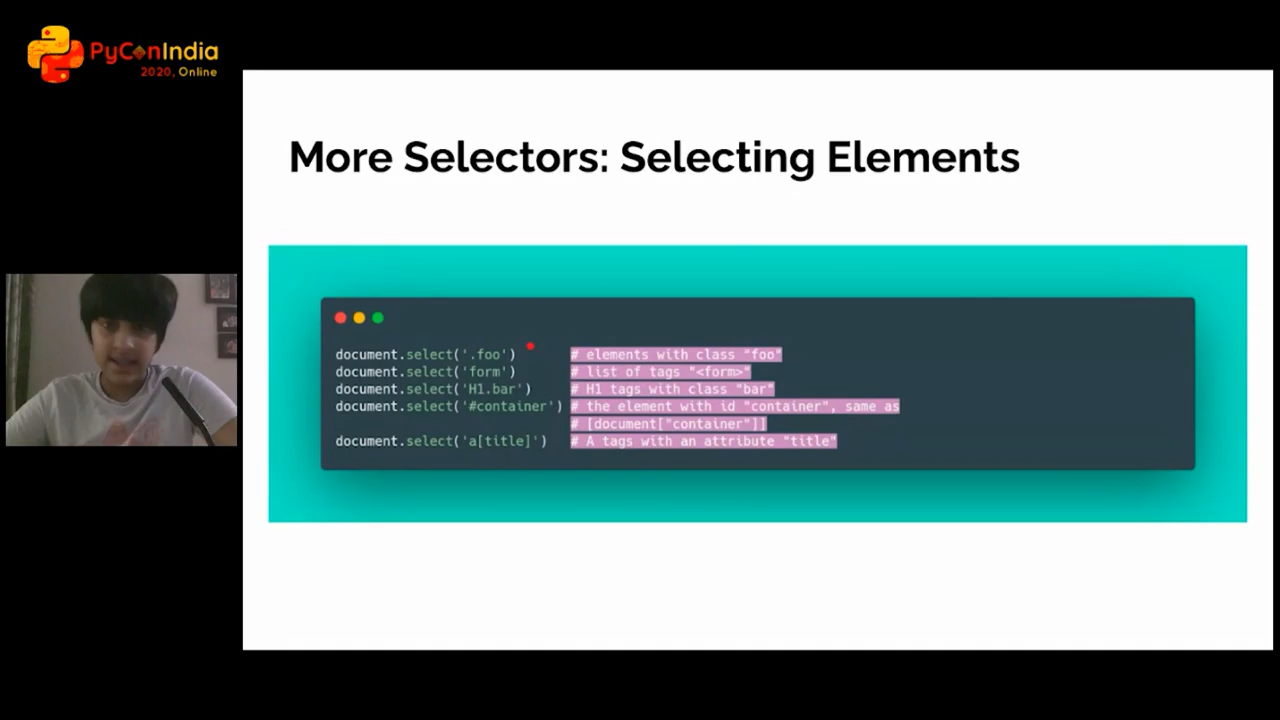 PyConIndia
2020, Online
More Selectors: Selecting Elements
document.select('.foo') # elements with class "foo"
document.select('form') # list of tags "<form>"
document.select('H1.bar') # H1 tags with class "bar"
document.select('#container') # the element with id "container", same as
# [document["container"]]
document.select('a[title]') # A tags with an attribute "title"